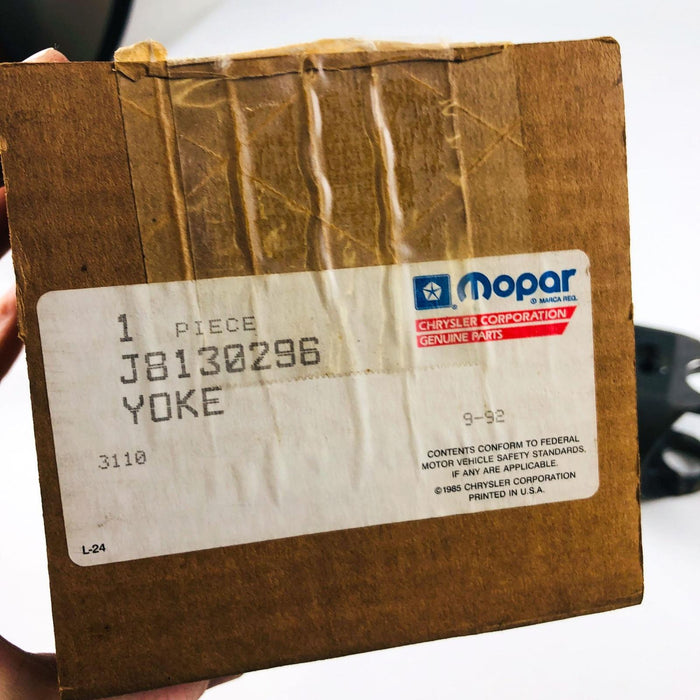 1 PIECE
J8130296
YOKE
3110
L-24
Mopar
® MARCA REG.
CHRYSLER CORPORATION
GENUINE PARTS
9-92
CONTENTS CONFORM TO FEDERAL
MOTOR VEHICLE SAFETY STANDARDS.
IF ANY ARE APPLICABLE.
©1985 CHRYSLER CORPORATION
PRINTED IN U.S.A.